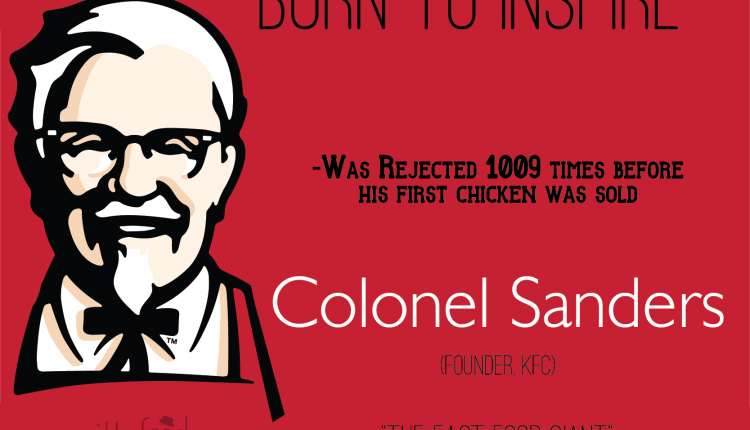 BORN TO INSPIRE
-Was Rejected 1009 times before
his first chicken was sold
Colonel Sanders
(FOUNDER, KFC)
TM
"THE FAST FOOD GIANT"